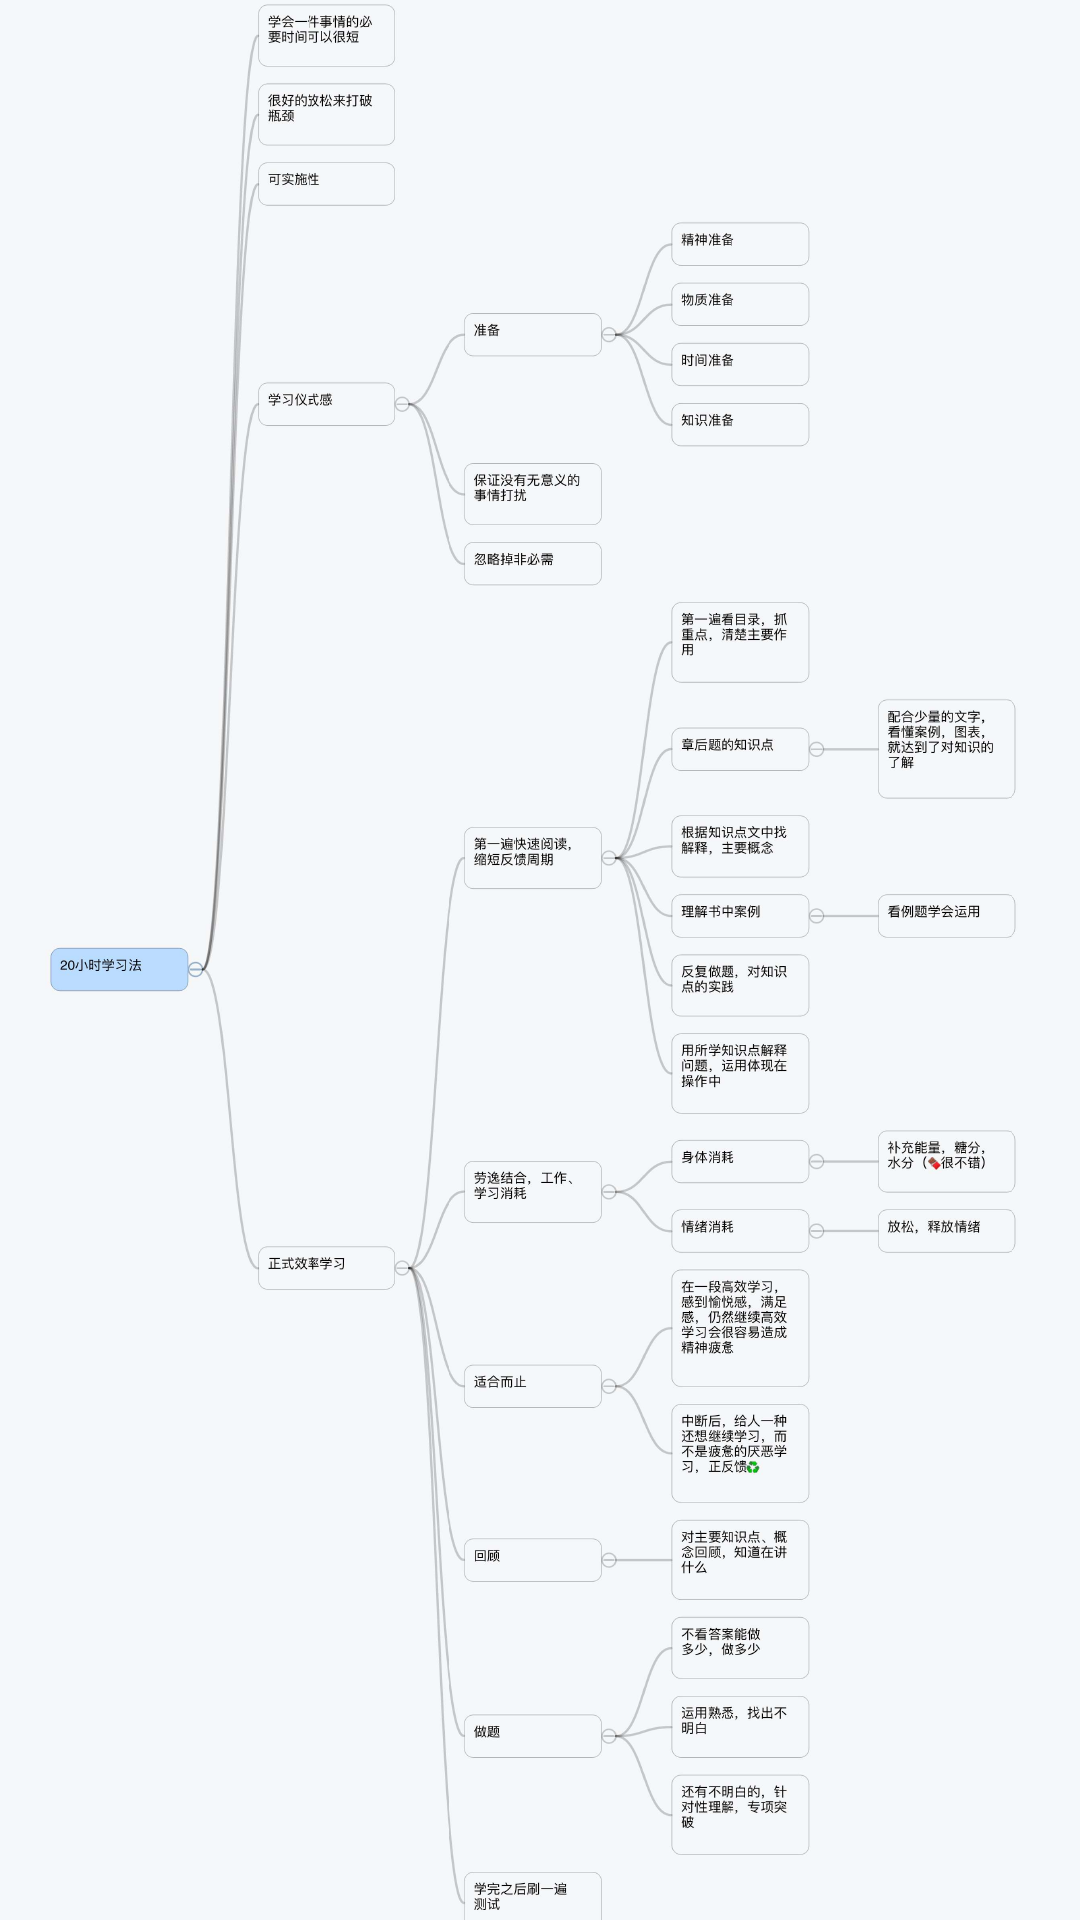 学会一件事情的必
要时间可以很短
很好的放松来打破
瓶颈
可实施性
精神准备
物质准备
准备
时间准备
学习仪式感
知识准备
保证没有无意义的
事情打扰
忽略掉非必需
第一遍看目录，抓
重点，清楚主要作
用
配合少量的文字，
看懂案例，图表，
就达到了对知识的
了解
章后题的知识点
根据知识点文中找
解释，主要概念
第一遍快速阅读，
缩短反馈周期
理解书中案例
看例题学会运用
20小时学习法
反复做题，对知识
点的实践
用所学知识点解释
问题，运用体现在
操作中
身体消耗
补充能量，糖分，
水分（🍫很不错）
劳逸结合，工作、
学习消耗
情绪消耗
放松，释放情绪
正式效率学习
在一段高效学习，
感到愉悦感，满足
感，仍然继续高效
学习会很容易造成
精神疲惫
适合而止
中断后，给人一种
还想继续学习，而
不是疲惫的厌恶学
习，正反馈♻️
回顾
对主要知识点、概
念回顾，知道在讲
什么
不看答案能做
多少，做多少
做题
运用熟悉，找出不
明白
还有不明白的，针
对性理解，专项突
破
学完之后刷一遍
测试